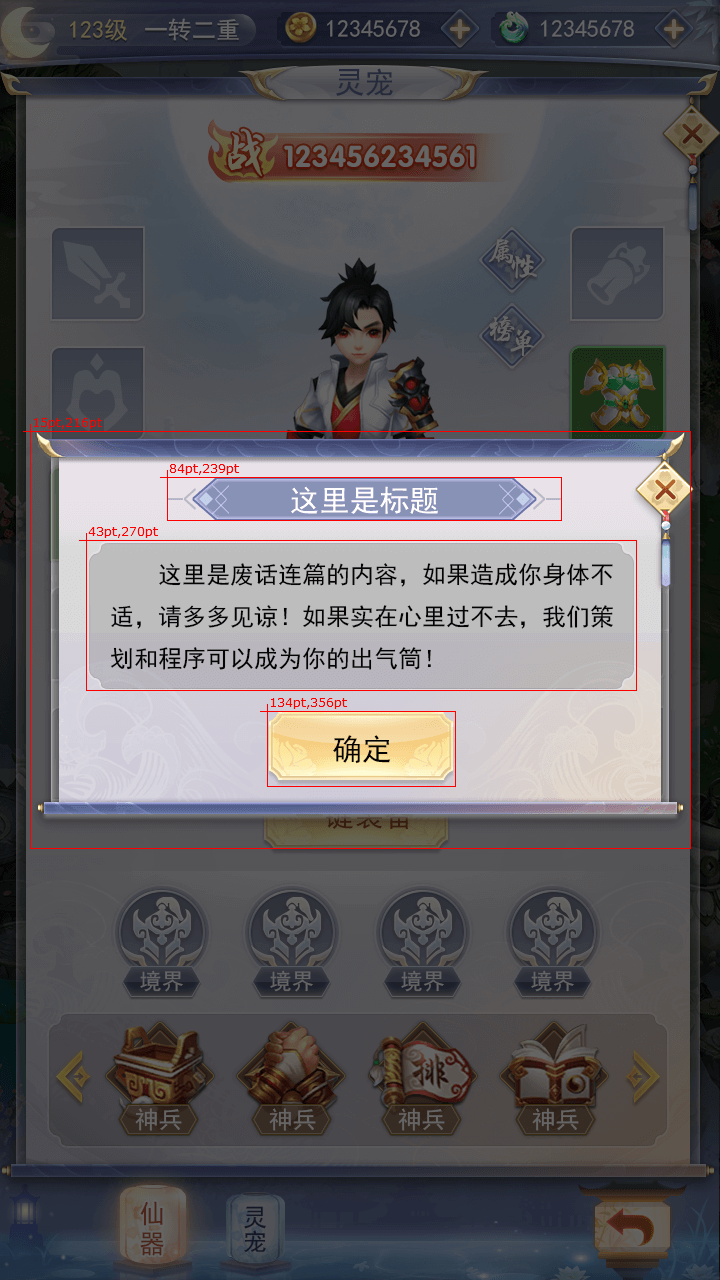 123级 一转二重 12345678 12345678
灵宠
战 123456234561
属性
榜单
15pt,210pt
84pt,239pt
这里是标题
43pt,270pt
这里是废话连篇的内容，如果造成你身体不
适，请多多见谅！如果实在心里过不去，我们策
划和程序可以成为你的出气筒！
134pt,356pt
确定
键装备
境界 境界 境界 境界
排
神兵 神兵 神兵 神兵
仙器 灵宠